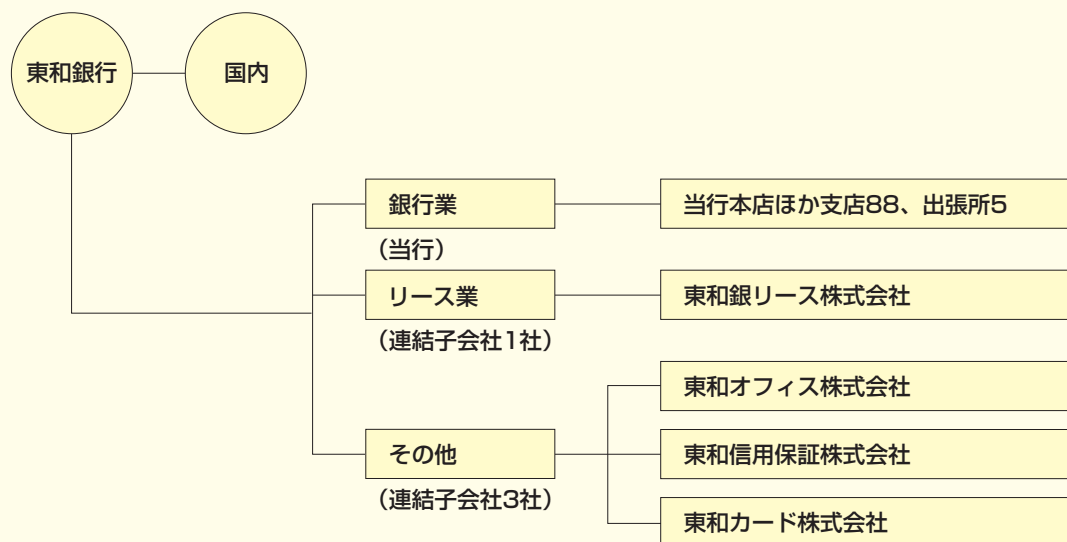 東和銀行
国内
銀行業
当行本店ほか支店88、出張所5
（当行）
リース業
東和銀リース株式会社
（連結子会社1社）
東和オフィス株式会社
その他
東和信用保証株式会社
（連結子会社3社）
東和カード株式会社